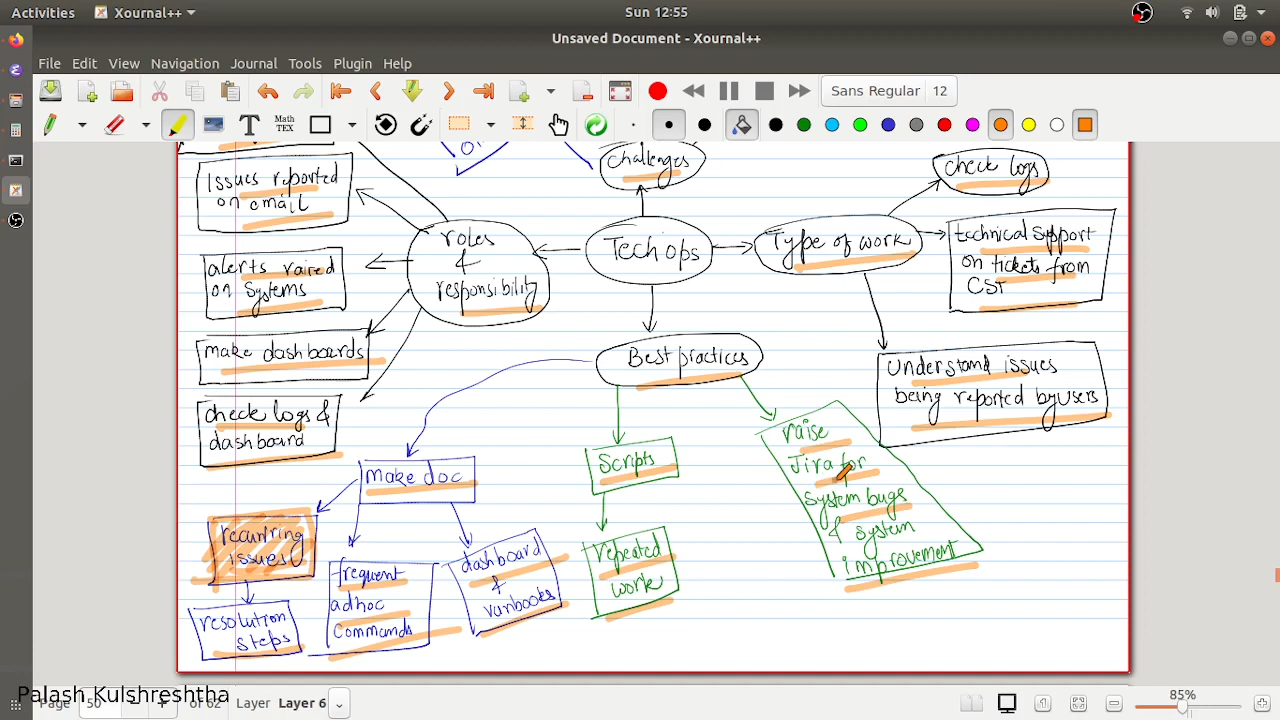 Activities
Xournal++
Sun 12:55
Unsaved Document - Xournal++
File Edit View Navigation Journal Tools Plugin Help
Sans Regular 12
Math
TEX
challenges
check logs
issues reported
on email
roles
&
responsibility
Tech ops
Type of work
technical support
on tickets from
CST
alerts raired
on systems
make dashboards
Best practices
Understand issues
being reported by users
check logs &
dashboard
make doc
Scripts
raise
Jira for
system bugs
& system
improvement
recurring
issues
frequent
adhoc
commands
dashboard
&
runbooks
repeated
work
resolution
steps
Palash Kulshreshtha
Page 50 of 62 Layer Layer 6
85%